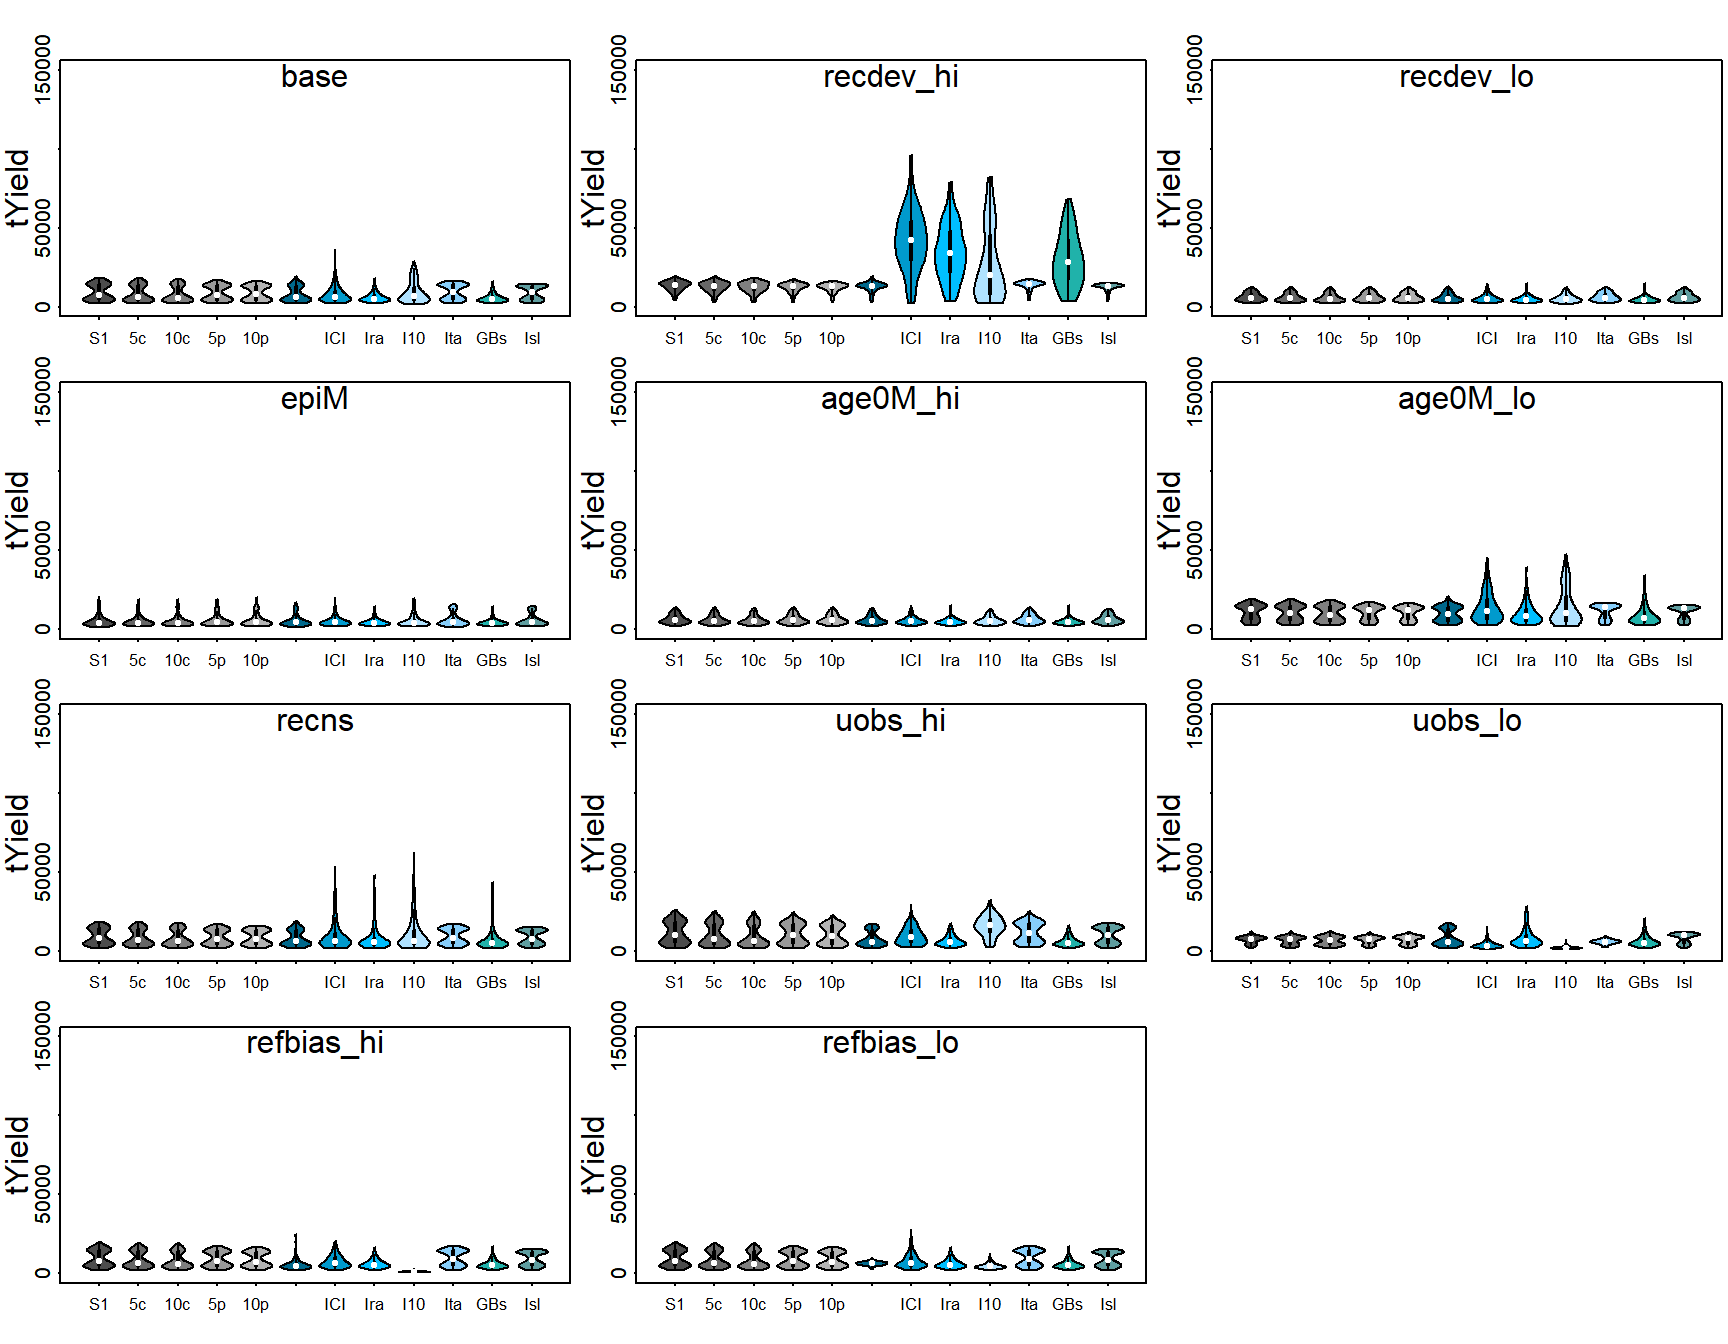 base
tYield
150000
50000
0
S1 5c 10c 5p 10p ICI Ira I10 Ita GBs Isl
recdev_hi
tYield
150000
50000
0
S1 5c 10c 5p 10p ICI Ira I10 Ita GBs Isl
recdev_lo
tYield
150000
50000
0
S1 5c 10c 5p 10p ICI Ira I10 Ita GBs Isl
epiM
tYield
150000
50000
0
S1 5c 10c 5p 10p ICI Ira I10 Ita GBs Isl
age0M_hi
tYield
150000
50000
0
S1 5c 10c 5p 10p ICI Ira I10 Ita GBs Isl
age0M_lo
tYield
150000
50000
0
S1 5c 10c 5p 10p ICI Ira I10 Ita GBs Isl
recns
tYield
150000
50000
0
S1 5c 10c 5p 10p ICI Ira I10 Ita GBs Isl
uobs_hi
tYield
150000
50000
0
S1 5c 10c 5p 10p ICI Ira I10 Ita GBs Isl
uobs_lo
tYield
150000
50000
0
S1 5c 10c 5p 10p ICI Ira I10 Ita GBs Isl
refbias_hi
tYield
150000
50000
0
S1 5c 10c 5p 10p ICI Ira I10 Ita GBs Isl
refbias_lo
tYield
150000
50000
0
S1 5c 10c 5p 10p ICI Ira I10 Ita GBs Isl